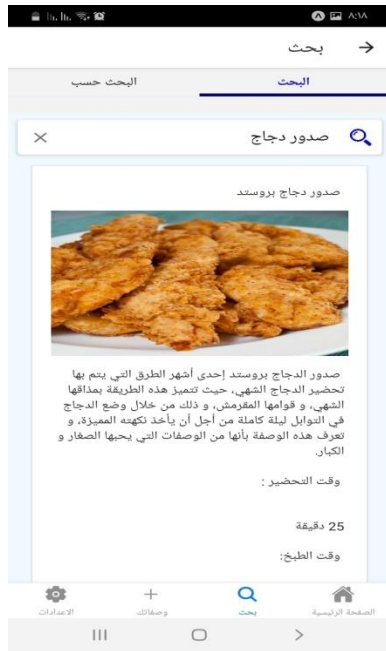 ٨:١٨
بحث
البحث
البحث حسب
صدور دجاج
صدور دجاج بروستد
صدور الدجاج بروستد إحدى أشهر الطرق التي يتم بها
تحضير الدجاج الشهي، حيث تتميز هذه الطريقة بمذاقها
الشهي، و قوامها المقرمش، و ذلك من خلال وضع الدجاج
في التوابل ليلة كاملة من أجل أن يأخذ نكهته المميزة، و
تعرف هذه الوصفة بأنها من الوصفات التي يحبها الصغار و
الكبار.
وقت التحضير :
25 دقيقة
وقت الطبخ:
الصفحة الرئيسية
بحث
وصفاتك
الاعدادات